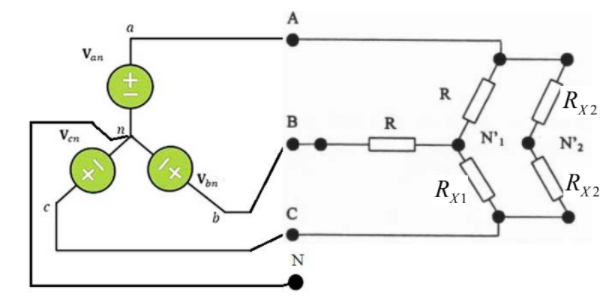 a
A
V_an
+
−
R
R_X2
V_cn
n
B
R
N'_1
N'_2
+
−
+
−
V_bn
R_X1
R_X2
c
b
C
N